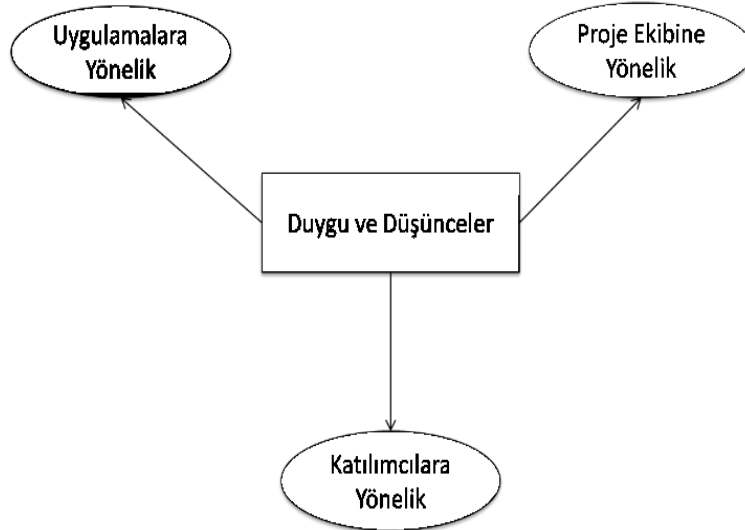 Uygulamalara
Yönelik
Proje Ekibine
Yönelik
Duygu ve Düşünceler
Katılımcılara
Yönelik